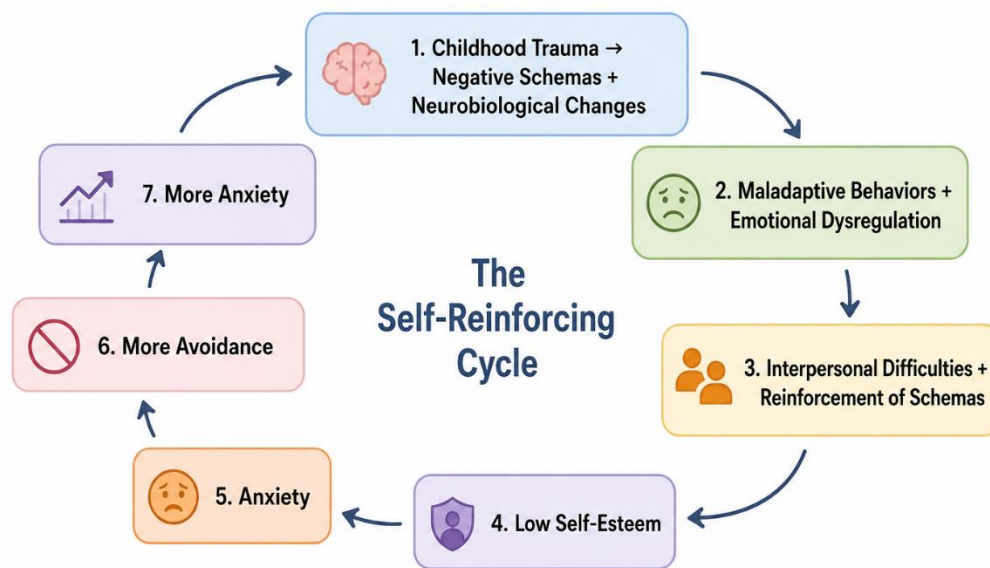 1. Childhood Trauma →
Negative Schemas +
Neurobiological Changes
2. Maladaptive Behaviors +
Emotional Dysregulation
3. Interpersonal Difficulties +
Reinforcement of Schemas
4. Low Self-Esteem
5. Anxiety
6. More Avoidance
7. More Anxiety
The
Self-Reinforcing
Cycle